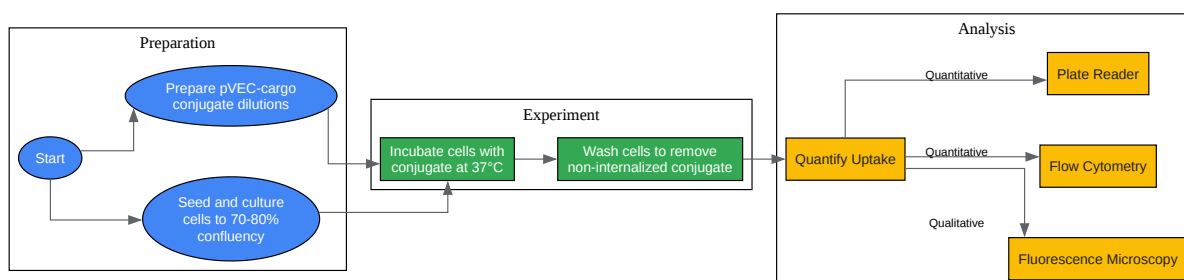 Preparation
Start
Prepare pVEC-cargo
conjugate dilutions
Seed and culture
cells to 70-80%
confluency
Experiment
Incubate cells with
conjugate at 37°C
Wash cells to remove
non-internalized conjugate
Analysis
Quantify Uptake
Quantitative
Plate Reader
Quantitative
Flow Cytometry
Qualitative
Fluorescence Microscopy